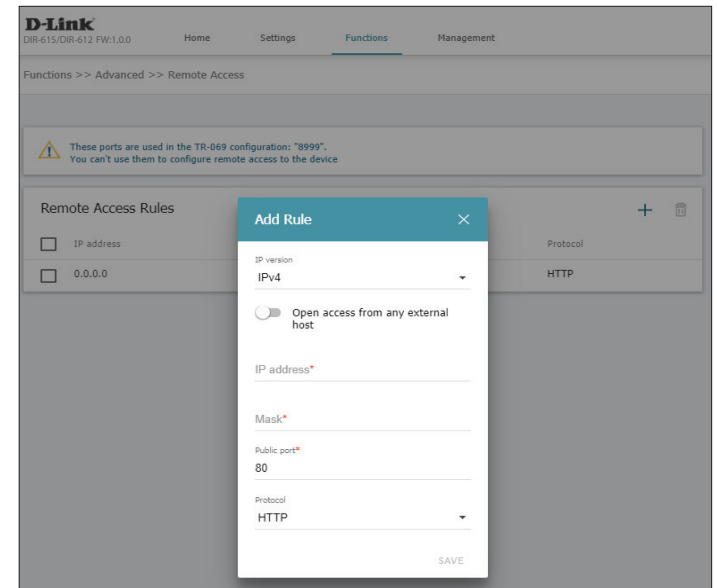 D-Link
DIR-615/DIR-612 FW:1.0.0
Home
Settings
Functions
Management
Functions >> Advanced >> Remote Access
These ports are used in the TR-069 configuration: "8999".
You can't use them to configure remote access to the device
Remote Access Rules
IP address
Protocol
0.0.0.0
HTTP
Add Rule
IP version
IPv4
Open access from any external
host
IP address*
Mask*
Public port*
80
Protocol
HTTP
SAVE